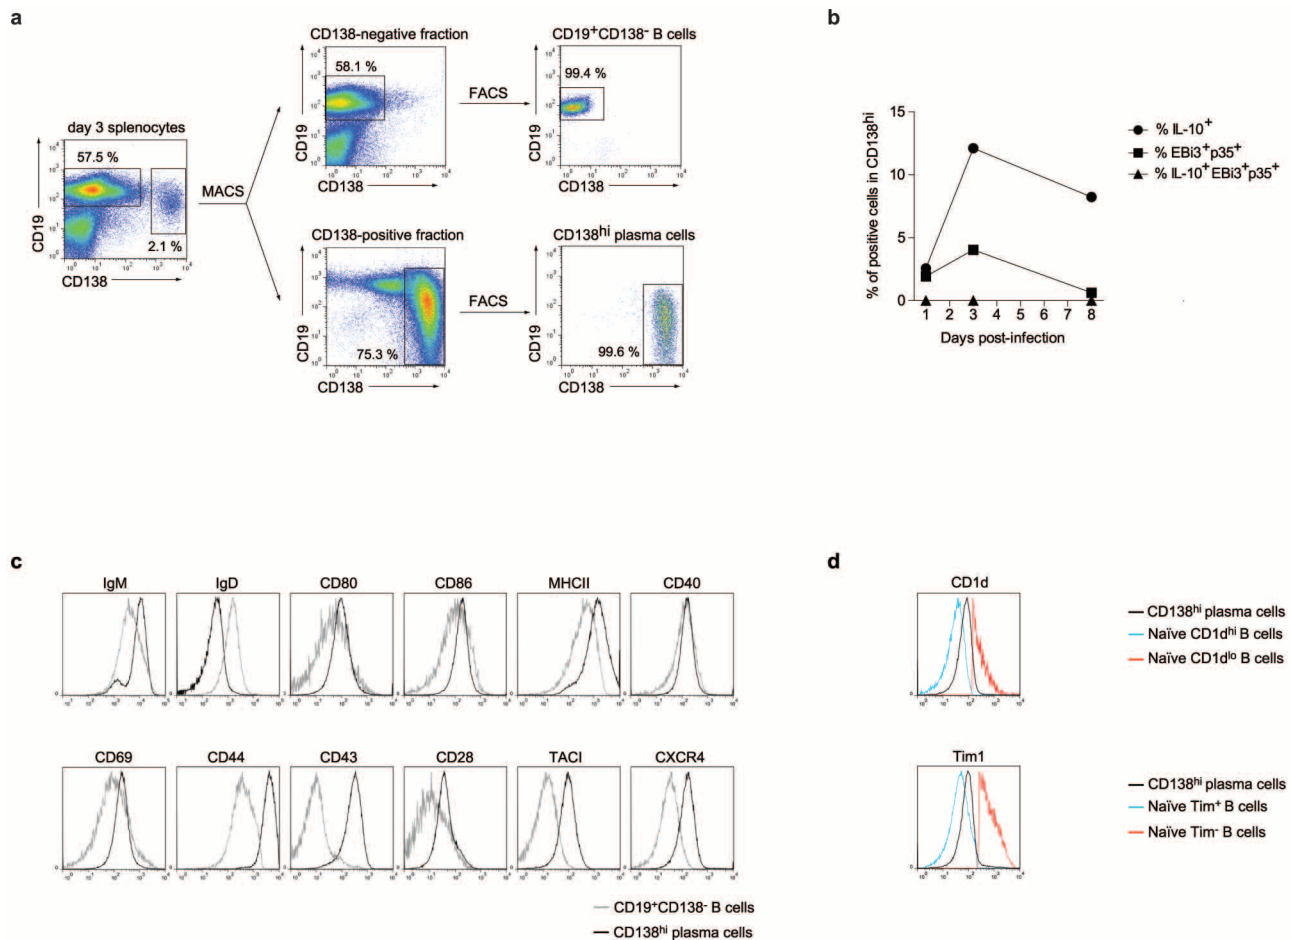 a
CD138-negative fraction
CD19⁺CD138⁻ B cells
58.1 %
99.4 %
FACS
day 3 splenocytes
57.5 %
CD19
CD138
CD19
CD138
MACS
CD138-positive fraction
CD138ʰⁱ plasma cells
CD19
2.1 %
CD138
FACS
CD19
75.3 %
CD138
CD19
99.6 %
CD138
b
% of positive cells in CD138ʰⁱ
15
10
5
0
1 2 3 4 5 6 7 8
Days post-infection
% IL-10⁺
% EBi3⁺p35⁺
% IL-10⁺EBi3⁺p35⁺
c
IgM IgD CD80 CD86 MHCII CD40
CD69 CD44 CD43 CD28 TACI CXCR4
CD19⁺CD138⁻ B cells
CD138ʰⁱ plasma cells
d
CD1d
CD138ʰⁱ plasma cells
Naïve CD1dʰⁱ B cells
Naïve CD1dˡᵒ B cells
Tim1
CD138ʰⁱ plasma cells
Naïve Tim⁺ B cells
Naïve Tim⁻ B cells